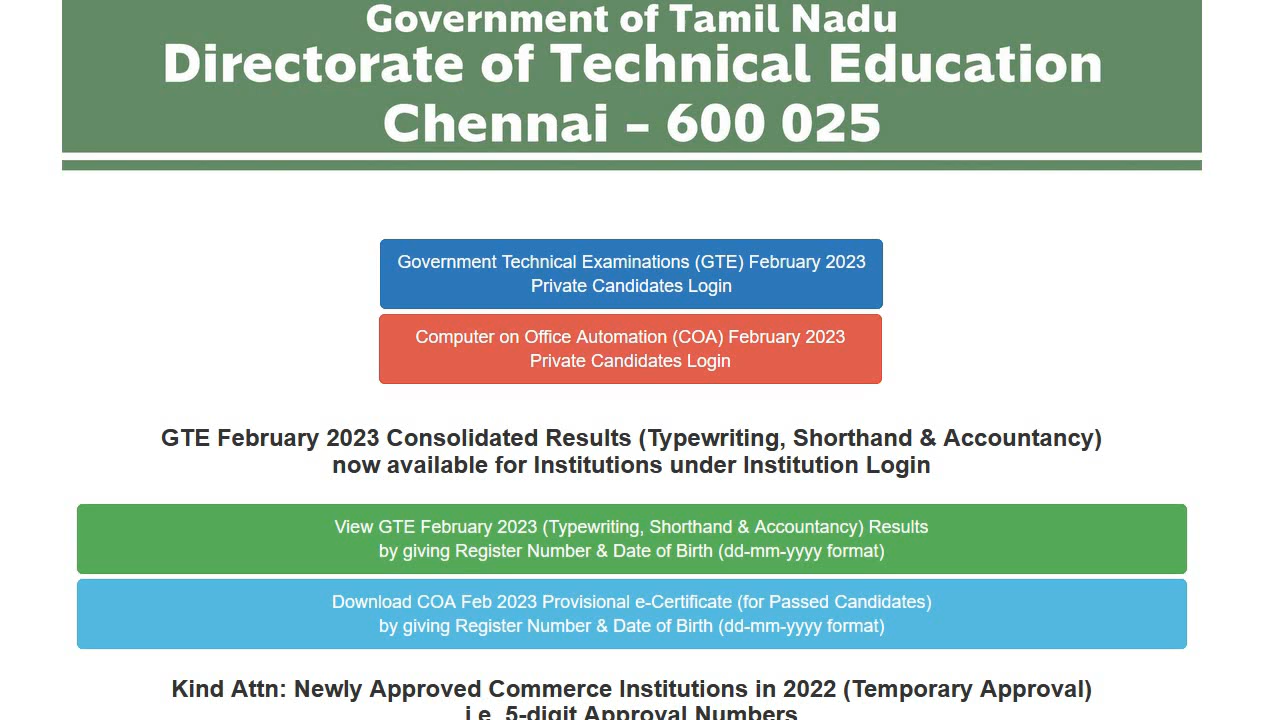 Government of Tamil Nadu
Directorate of Technical Education
Chennai – 600 025
Government Technical Examinations (GTE) February 2023
Private Candidates Login
Computer on Office Automation (COA) February 2023
Private Candidates Login
GTE February 2023 Consolidated Results (Typewriting, Shorthand & Accountancy)
now available for Institutions under Institution Login
View GTE February 2023 (Typewriting, Shorthand & Accountancy) Results
by giving Register Number & Date of Birth (dd-mm-yyyy format)
Download COA Feb 2023 Provisional e-Certificate (for Passed Candidates)
by giving Register Number & Date of Birth (dd-mm-yyyy format)
Kind Attn: Newly Approved Commerce Institutions in 2022 (Temporary Approval)
i.e. 5-digit Approval Numbers